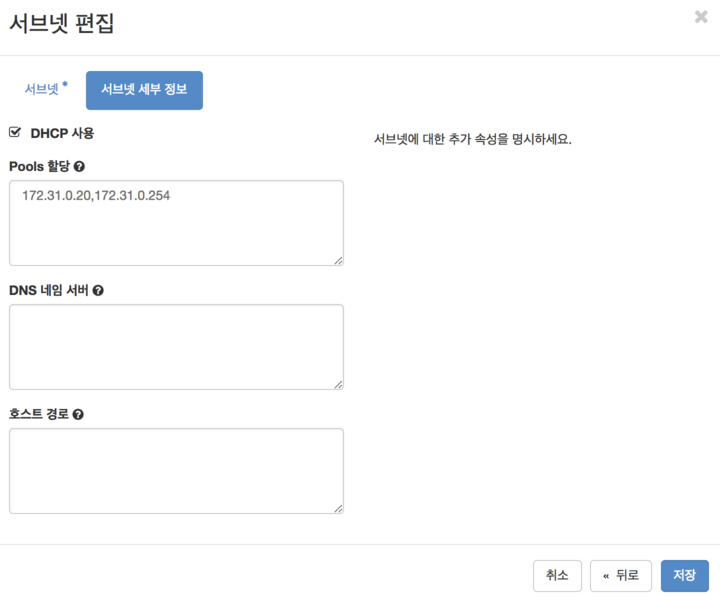 서브넷 편집
×
서브넷 *
서브넷 세부 정보
DHCP 사용
서브넷에 대한 추가 속성을 명시하세요.
Pools 할당 ?
172.31.0.20,172.31.0.254
DNS 네임 서버 ?
호스트 경로 ?
취소
« 뒤로
저장